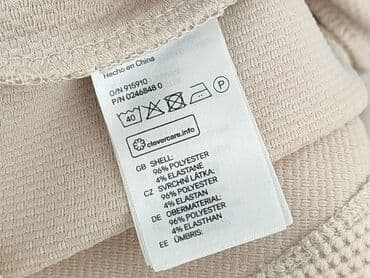 Hecho en China
O/N 915910
P/N 0246848 0
40 P
clevercare.info
GB SHELL:
96% POLYESTER
4% ELASTANE
CZ SVRCHNÍ LÁTKA:
96% POLYESTER
4% ELASTAN
DE OBERMATERIAL:
96% POLYESTER
4% ELASTHAN
EE ÜMBRIS: